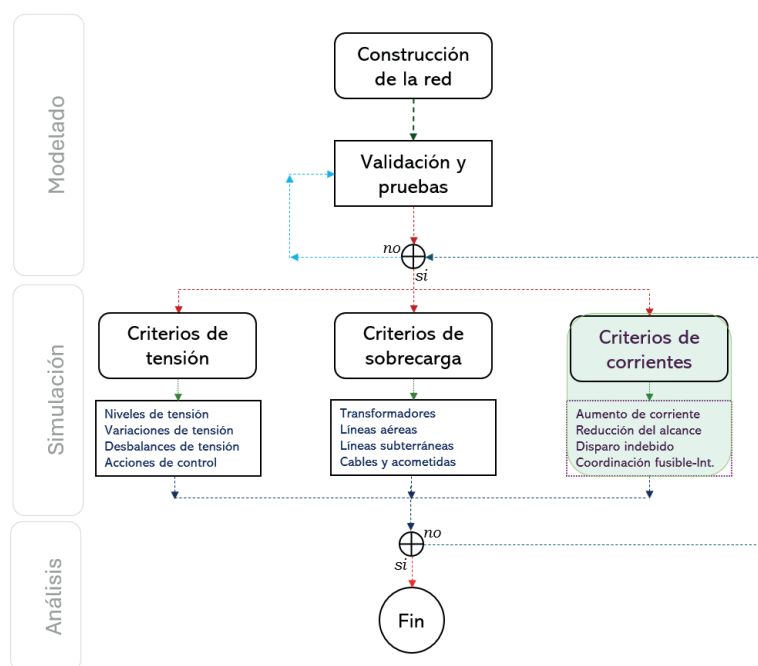 Modelado
Construcción
de la red
Validación y
pruebas
no
si
Simulación
Criterios de
tensión
Criterios de
sobrecarga
Criterios de
corrientes
Niveles de tensión
Variaciones de tensión
Desbalances de tensión
Acciones de control
Transformadores
Líneas aéreas
Líneas subterráneas
Cables y acometidas
Aumento de corriente
Reducción del alcance
Disparo indebido
Coordinación fusible-Int.
Análisis
no
si
Fin